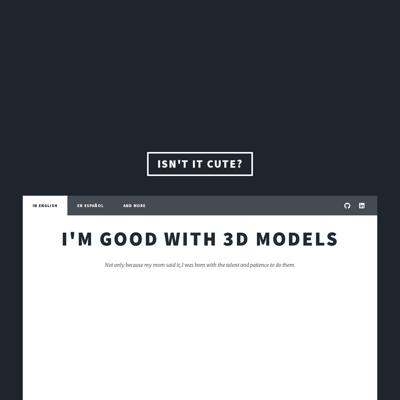 ISN'T IT CUTE?
IN ENGLISH
EN ESPAÑOL
AND MORE
I'M GOOD WITH 3D MODELS
Not only because my mom said it, I was born with the talent and patience to do them.